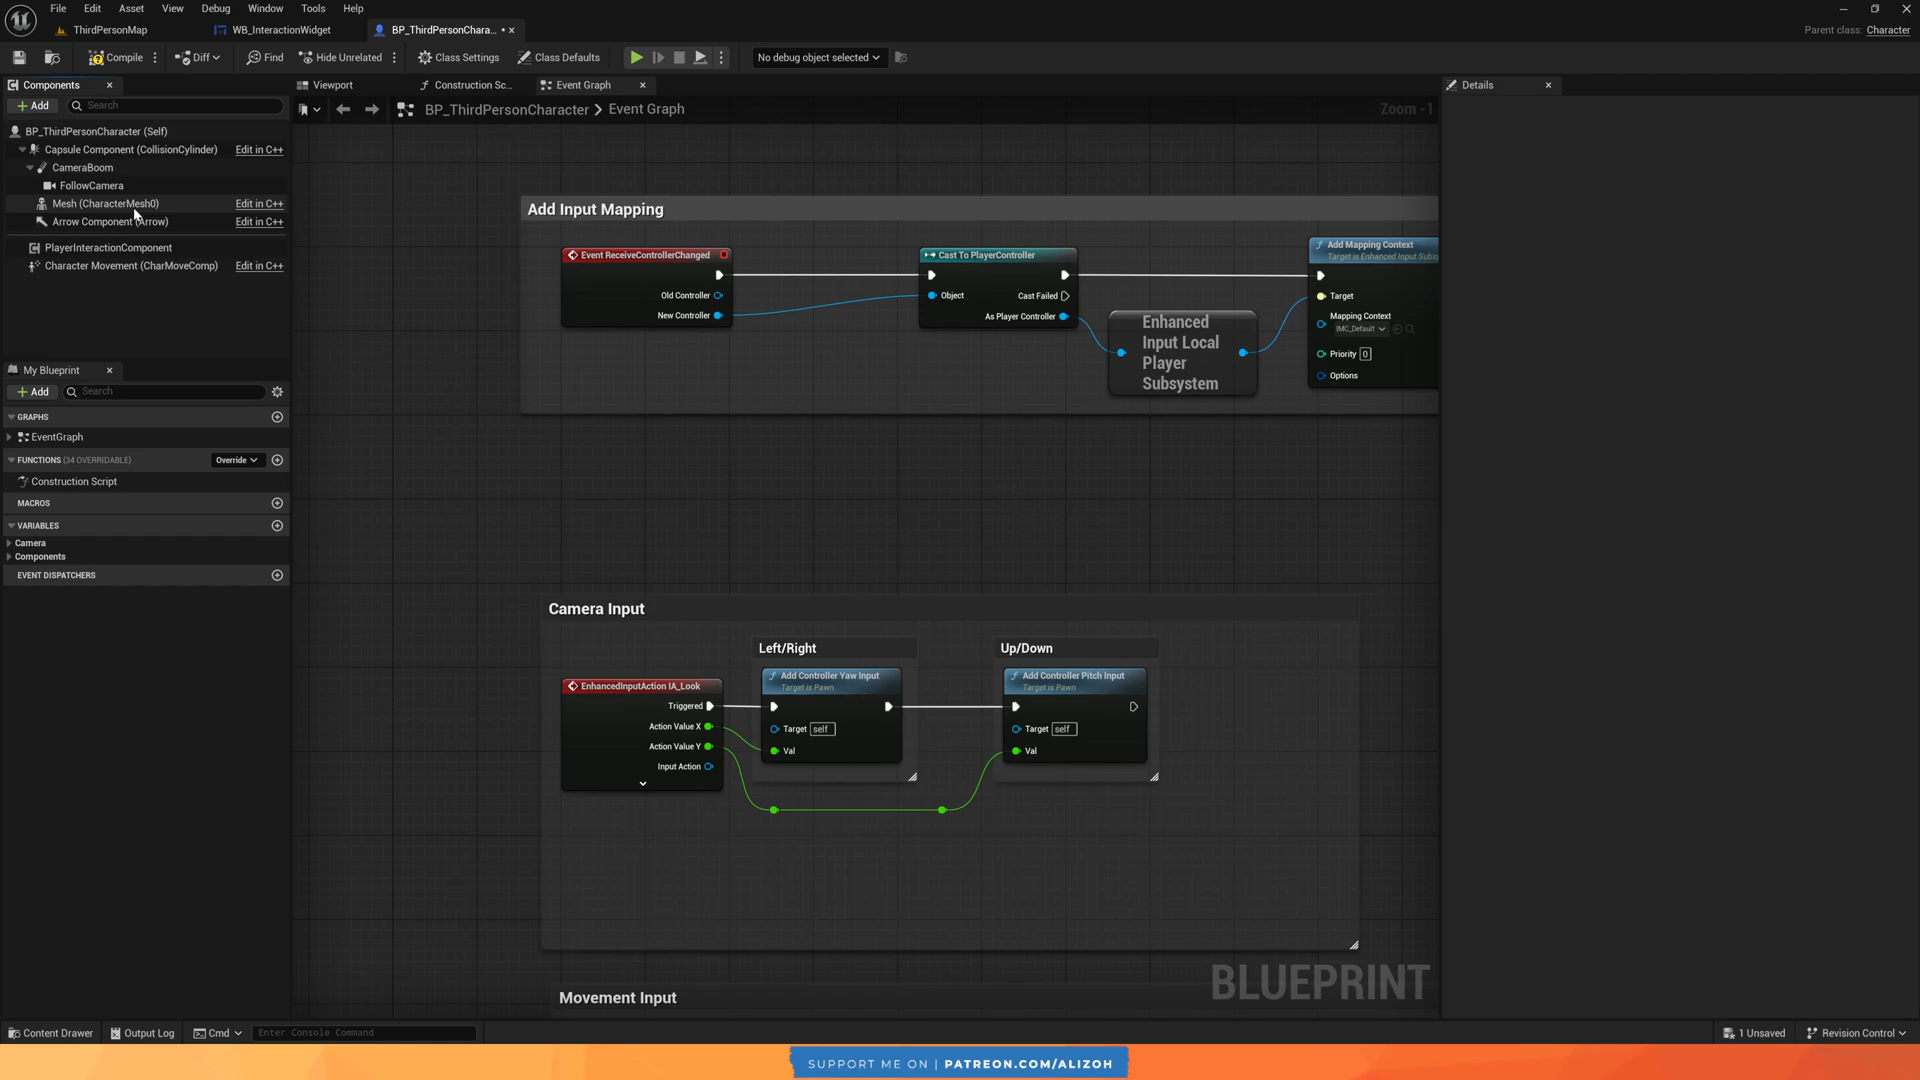 File Edit Asset View Debug Window Tools Help
ThirdPersonMap WB_InteractionWidget BP_ThirdPersonChara... •
Parent class: Character
Compile Diff Find Hide Unrelated Class Settings Class Defaults No debug object selected
Components
Add Search
BP_ThirdPersonCharacter (Self)
Capsule Component (CollisionCylinder) Edit in C++
CameraBoom
FollowCamera
Mesh (CharacterMesh0) Edit in C++
Arrow Component (Arrow) Edit in C++
PlayerInteractionComponent
Character Movement (CharMoveComp) Edit in C++
My Blueprint
Add Search
GRAPHS
EventGraph
FUNCTIONS (34 OVERRIDABLE) Override
Construction Script
MACROS
VARIABLES
Camera
Components
EVENT DISPATCHERS
Viewport Construction Sc... Event Graph
BP_ThirdPersonCharacter > Event Graph
Zoom -1
Add Input Mapping
Event ReceiveControllerChanged
Old Controller
New Controller
Cast To PlayerController
Object Cast Failed
As Player Controller
Enhanced
Input Local
Player
Subsystem
Add Mapping Context
Target is Enhanced Input Subsy
Target
Mapping Context
IMC_Default
Priority 0
Options
Camera Input
Left/Right
Up/Down
EnhancedInputAction IA_Look
Triggered
Action Value X
Action Value Y
Input Action
Add Controller Yaw Input
Target is Pawn
Target self
Val
Add Controller Pitch Input
Target is Pawn
Target self
Val
BLUEPRINT
Movement Input
Details
Content Drawer Output Log Cmd Enter Console Command
1 Unsaved Revision Control
SUPPORT ME ON | PATREON.COM/ALIZOH